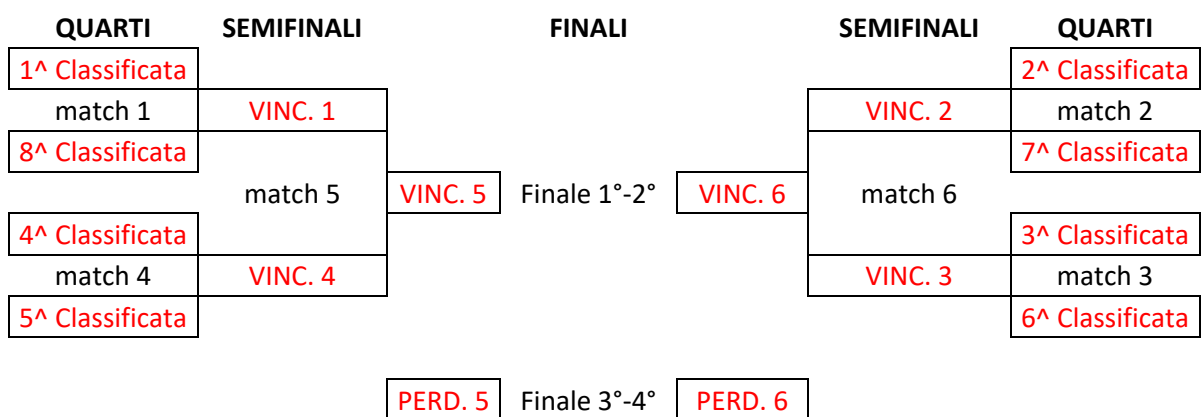 QUARTI SEMIFINALI FINALI SEMIFINALI QUARTI
1^ Classificata 2^ Classificata
match 1 VINC. 1 VINC. 2 match 2
8^ Classificata 7^ Classificata
match 5 VINC. 5 Finale 1°-2° VINC. 6 match 6
4^ Classificata 3^ Classificata
match 4 VINC. 4 VINC. 3 match 3
5^ Classificata 6^ Classificata
PERD. 5 Finale 3°-4° PERD. 6